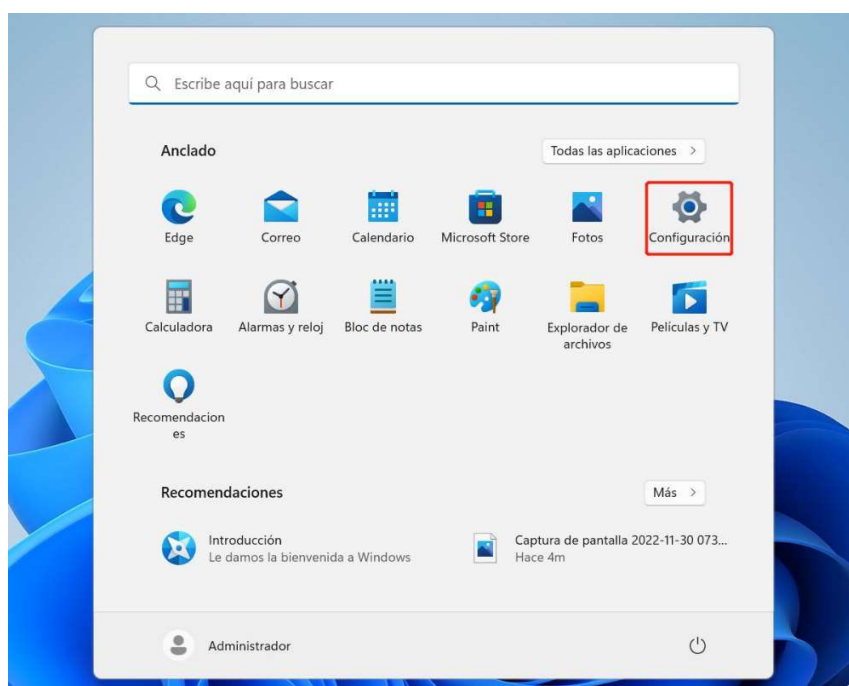 Escribe aquí para buscar
Anclado
Todas las aplicaciones
Edge
Correo
Calendario
Microsoft Store
Fotos
Configuración
Calculadora
Alarmas y reloj
Bloc de notas
Paint
Explorador de
archivos
Películas y TV
Recomendacion
es
Recomendaciones
Más
Introducción
Le damos la bienvenida a Windows
Captura de pantalla 2022-11-30 073...
Hace 4m
Administrador